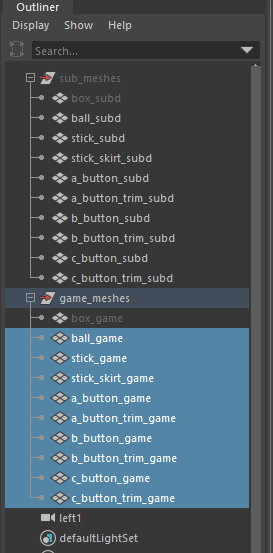 Outliner
Display Show Help
Search...
sub_meshes
box_subd
ball_subd
stick_subd
stick_skirt_subd
a_button_subd
a_button_trim_subd
b_button_subd
b_button_trim_subd
c_button_subd
c_button_trim_subd
game_meshes
box_game
ball_game
stick_game
stick_skirt_game
a_button_game
a_button_trim_game
b_button_game
b_button_trim_game
c_button_game
c_button_trim_game
left1
defaultLightSet